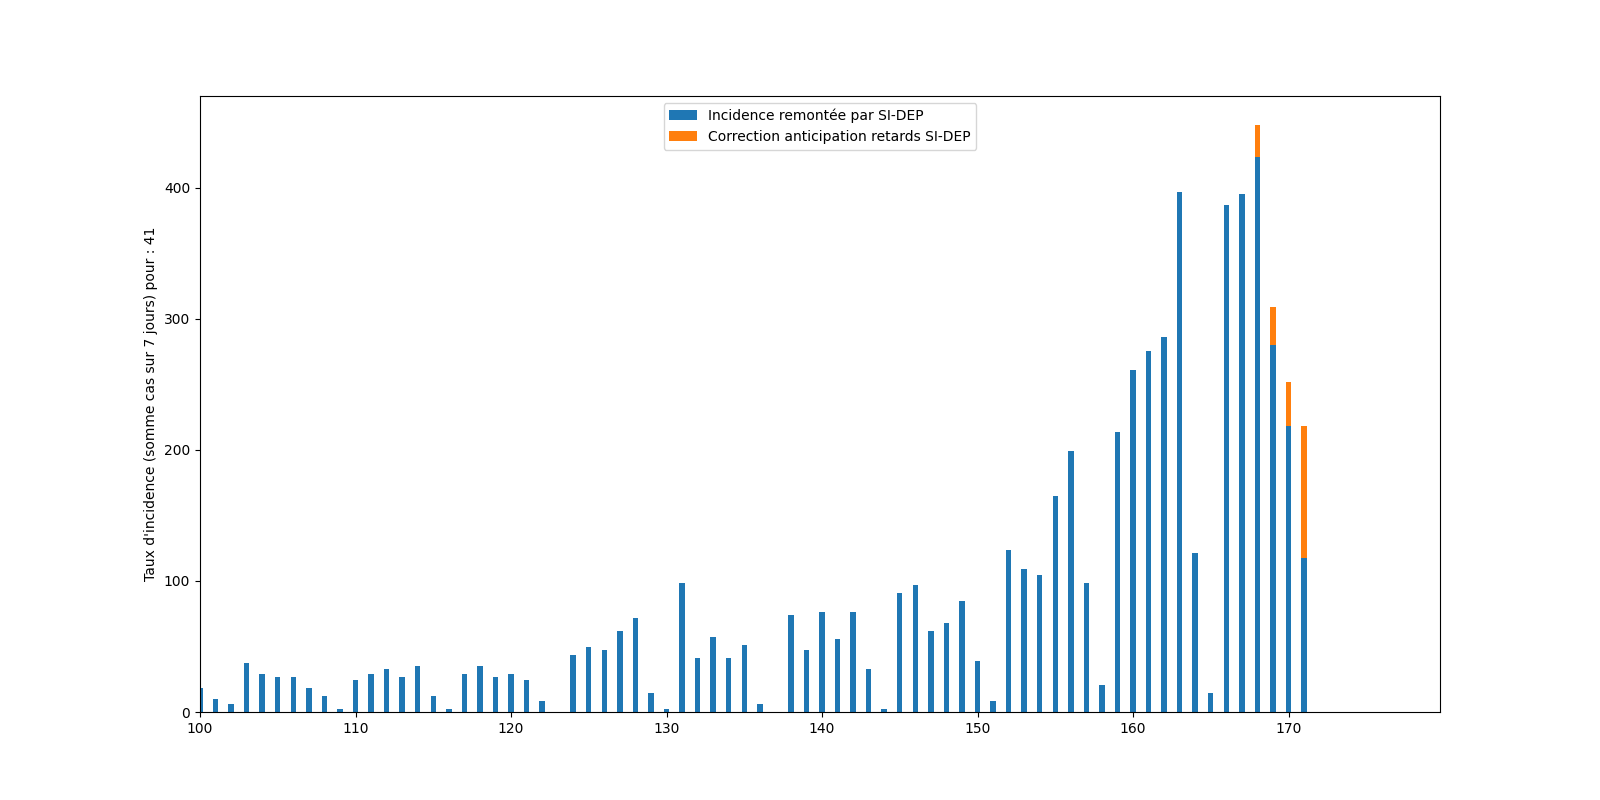 Incidence remontée par SI-DEP
Correction anticipation retards SI-DEP
Taux d'incidence (somme cas sur 7 jours) pour : 41
400
300
200
100
0
100 110 120 130 140 150 160 170